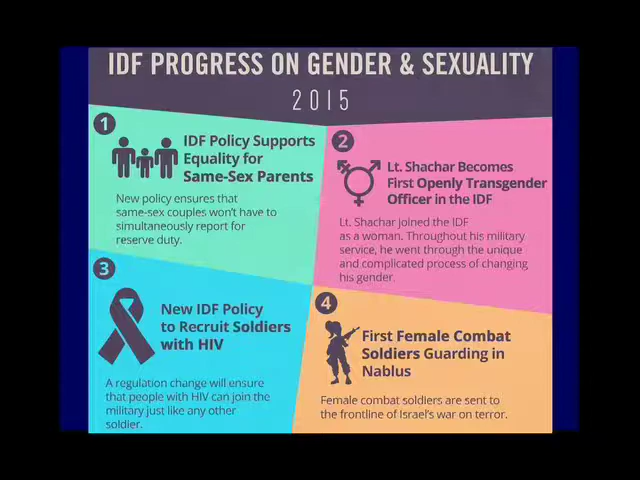 IDF PROGRESS ON GENDER & SEXUALITY
2015
1
IDF Policy Supports
Equality for
Same-Sex Parents
New policy ensures that
same-sex couples won't have to
simultaneously report for
reserve duty.
2
Lt. Shachar Becomes
First Openly Transgender
Officer in the IDF
Lt. Shachar joined the IDF
as a woman. Throughout his military
service, he went through the unique
and complicated process of changing
his gender.
3
New IDF Policy
to Recruit Soldiers
with HIV
A regulation change will ensure
that people with HIV can join the
military just like any other
soldier.
4
First Female Combat
Soldiers Guarding in
Nablus
Female combat soldiers are sent to
the frontline of Israel's war on terror.